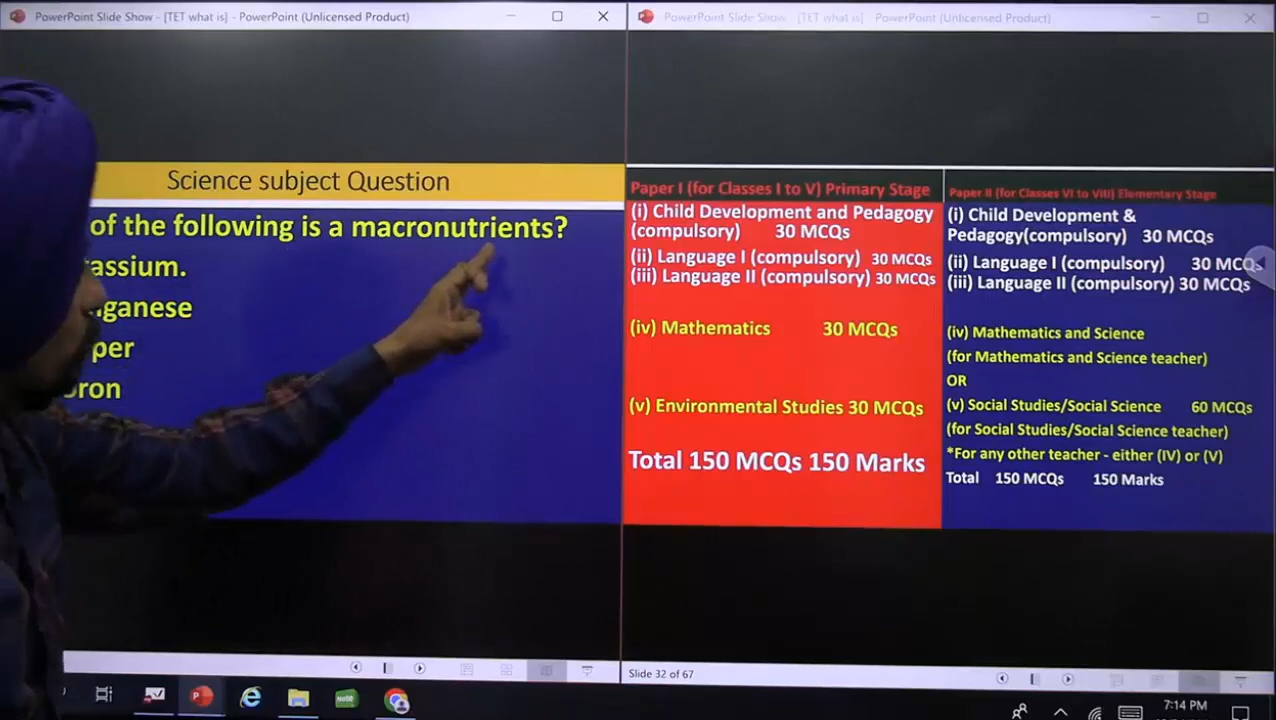 PowerPoint Slide Show - [TET what is] - PowerPoint (Unlicensed Product)
PowerPoint Slide Show - [TET what is] - PowerPoint (Unlicensed Product)
Science subject Question
of the following is a macronutrients?
tassium.
nganese
per
oron
Paper I (for Classes I to V) Primary Stage
(i) Child Development and Pedagogy
(compulsory) 30 MCQs
(ii) Language I (compulsory) 30 MCQs
(iii) Language II (compulsory) 30 MCQs
(iv) Mathematics 30 MCQs
(v) Environmental Studies 30 MCQs
Total 150 MCQs 150 Marks
Paper II (for Classes VI to VIII) Elementary Stage
(i) Child Development &
Pedagogy(compulsory) 30 MCQs
(ii) Language I (compulsory) 30 MCQs
(iii) Language II (compulsory) 30 MCQs
(iv) Mathematics and Science
(for Mathematics and Science teacher)
OR
(v) Social Studies/Social Science 60 MCQs
(for Social Studies/Social Science teacher)
*For any other teacher - either (IV) or (V)
Total 150 MCQs 150 Marks
Slide 32 of 67
7:14 PM